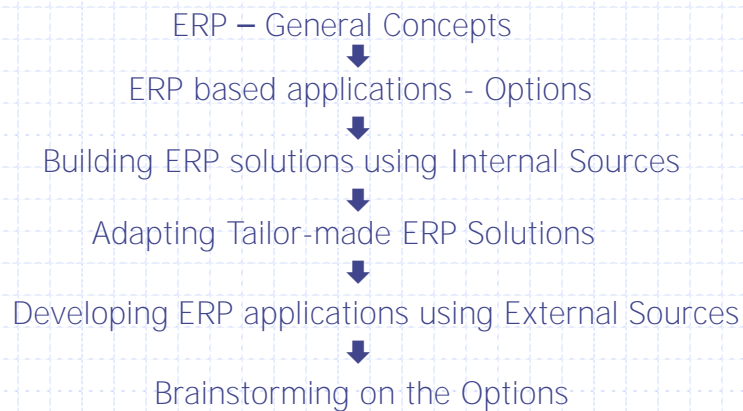 ERP – General Concepts
ERP based applications - Options
Building ERP solutions using Internal Sources
Adapting Tailor-made ERP Solutions
Developing ERP applications using External Sources
Brainstorming on the Options